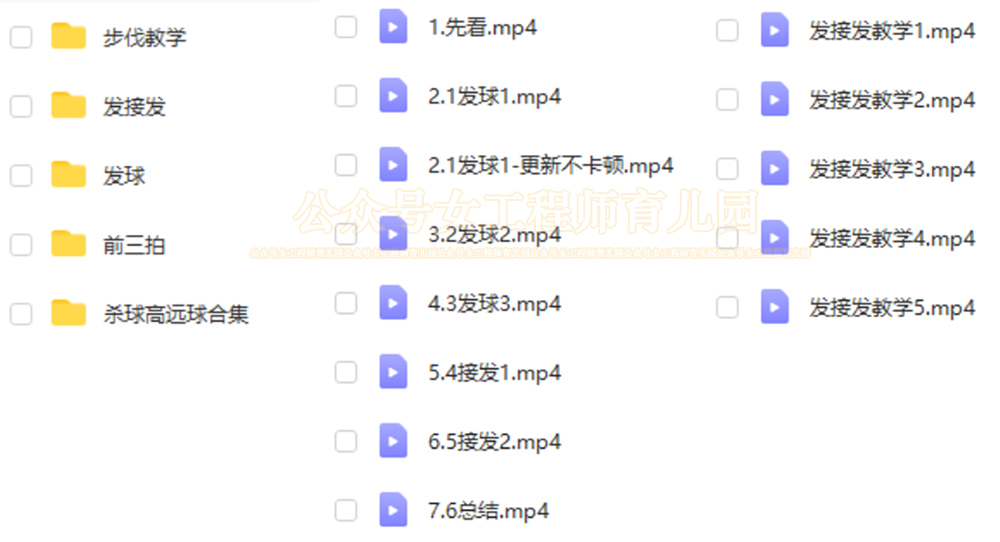 步伐教学
发接发
发球
前三拍
杀球高远球合集
1.先看.mp4
2.1发球1.mp4
2.1发球1-更新不卡顿.mp4
3.2发球2.mp4
4.3发球3.mp4
5.4接发1.mp4
6.5接发2.mp4
7.6总结.mp4
发接发教学1.mp4
发接发教学2.mp4
发接发教学3.mp4
发接发教学4.mp4
发接发教学5.mp4
公众号女工程师育儿园